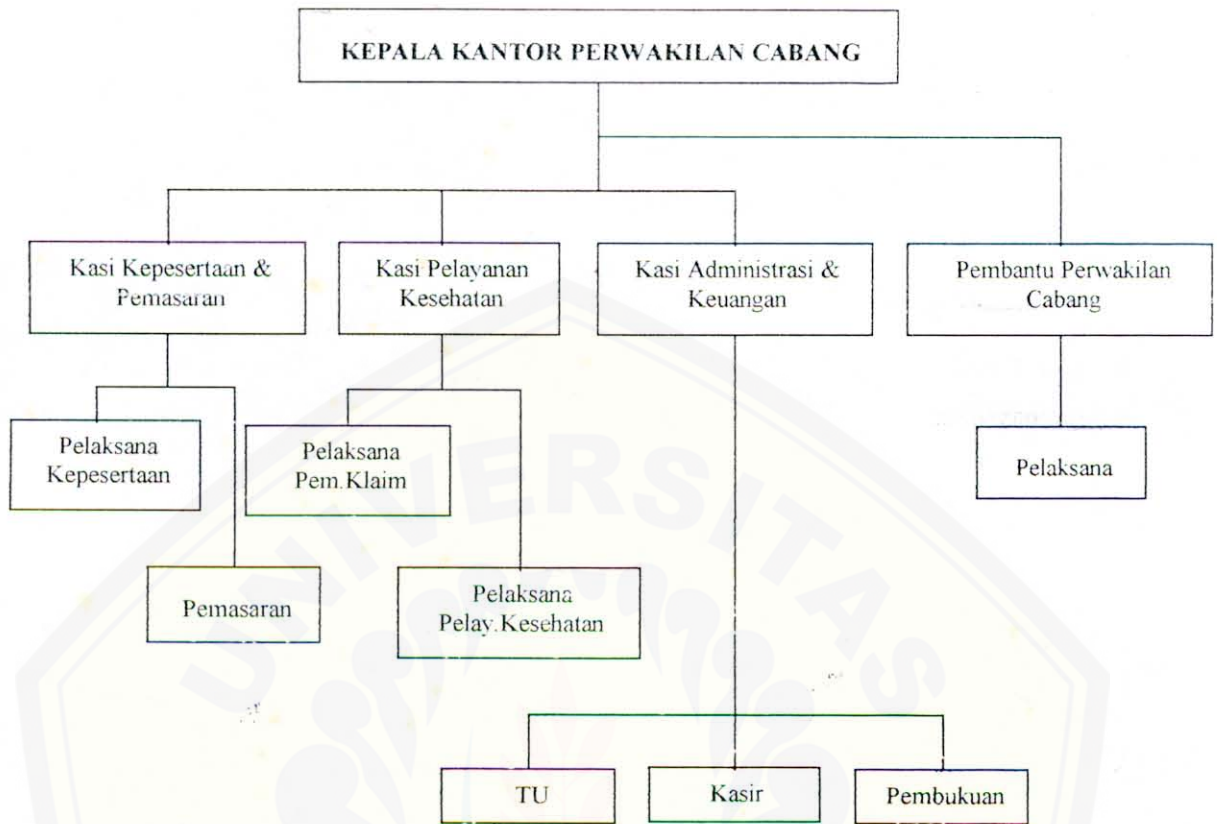 KEPALA KANTOR PERWAKILAN CABANG
Kasi Kepesertaan &
Pemasaran
Kasi Pelayanan
Kesehatan
Kasi Administrasi &
Keuangan
Pembantu Perwakilan
Cabang
Pelaksana
Kepesertaan
Pelaksana
Pem.Klaim
Pelaksana
Pemasaran
Pelaksana
Pelay.Kesehatan
TU
Kasir
Pembukuan
UNIVERSITAS